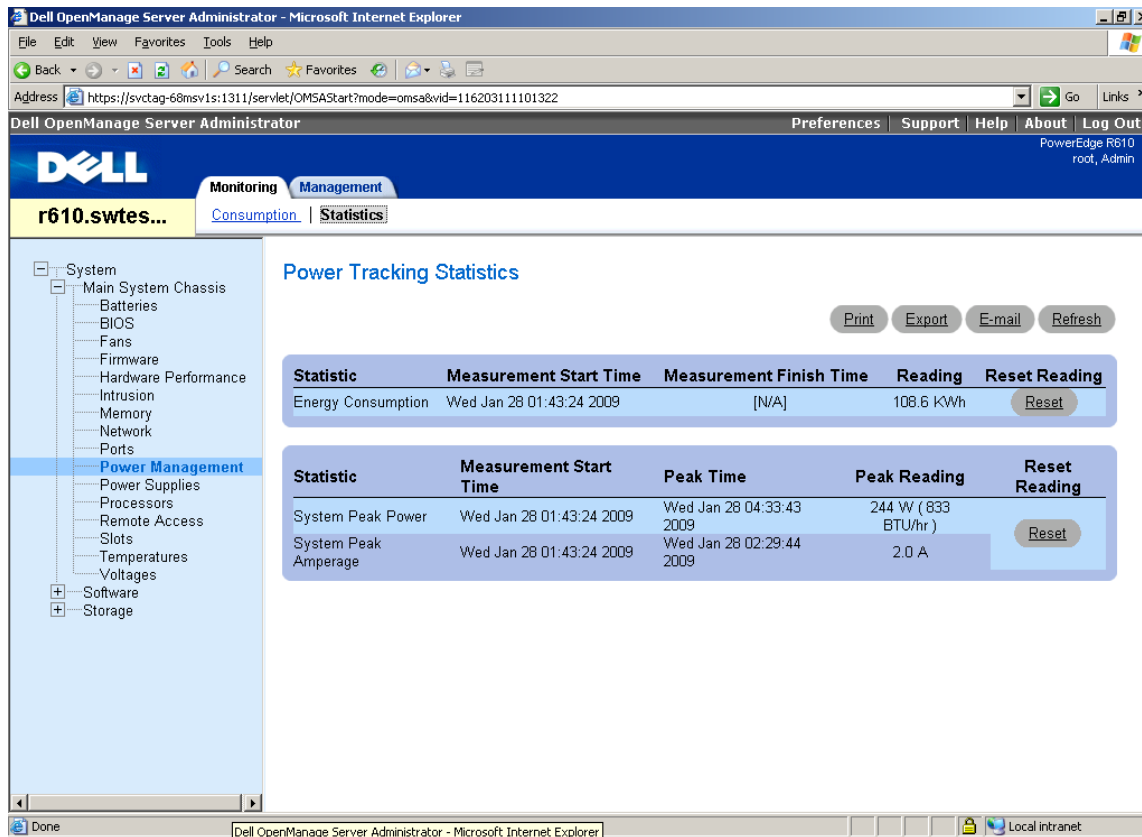 Dell OpenManage Server Administrator - Microsoft Internet Explorer
File Edit View Favorites Tools Help
Back Search Favorites
Address https://svctag-68msv1s:1311/servlet/OMSAStart?mode=omsa&vid=116203111101322 Go Links
Dell OpenManage Server Administrator Preferences | Support | Help | About | Log Out
PowerEdge R610
root, Admin
DELL
Monitoring Management
r610.swtes... Consumption | Statistics
System
Main System Chassis
Batteries
BIOS
Fans
Firmware
Hardware Performance
Intrusion
Memory
Network
Ports
Power Management
Power Supplies
Processors
Remote Access
Slots
Temperatures
Voltages
Software
Storage
Power Tracking Statistics
Print Export E-mail Refresh
Statistic Measurement Start Time Measurement Finish Time Reading Reset Reading
Energy Consumption Wed Jan 28 01:43:24 2009 [N/A] 108.6 KWh Reset
Statistic Measurement Start Time Peak Time Peak Reading Reset Reading
System Peak Power Wed Jan 28 01:43:24 2009 Wed Jan 28 04:33:43 2009 244 W ( 833 BTU/hr ) Reset
System Peak Amperage Wed Jan 28 01:43:24 2009 Wed Jan 28 02:29:44 2009 2.0 A
Done Dell OpenManage Server Administrator - Microsoft Internet Explorer Local intranet